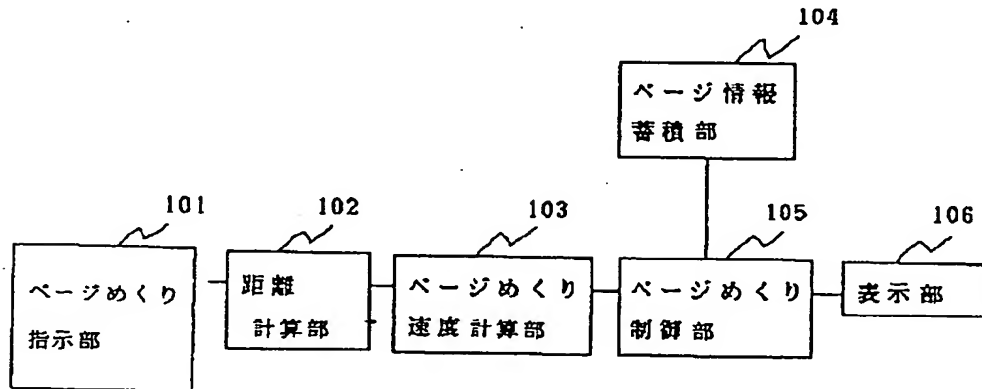 104
ページ情報
蓄積部
101
102
103
105
106
ページめくり
指示部
距離
計算部
ページめくり
速度計算部
ページめくり
制御部
表示部